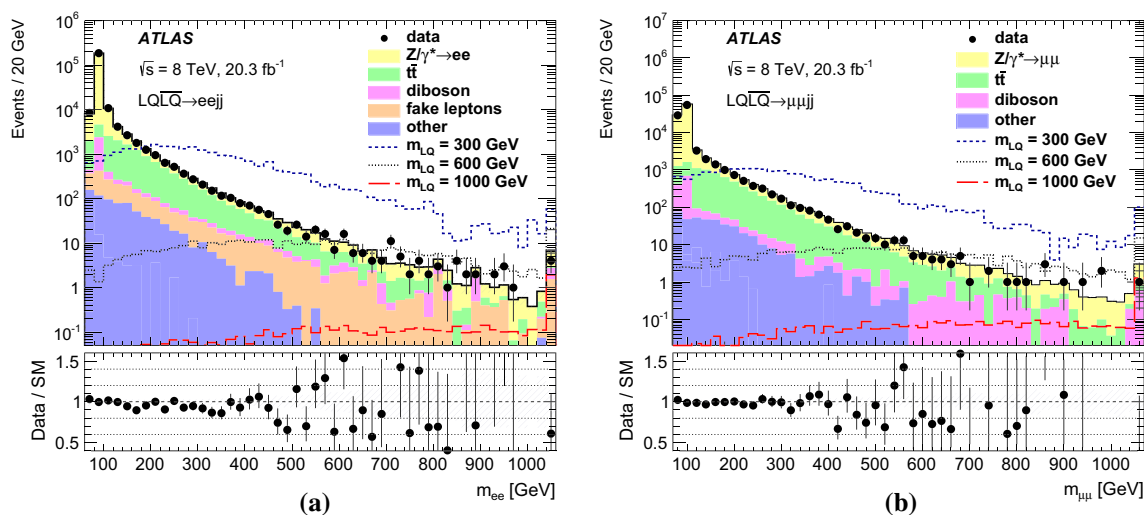 Events / 20 GeV
10⁶
10⁵
10⁴
10³
10²
10
1
10⁻¹
ATLAS
√s = 8 TeV, 20.3 fb⁻¹
LQL̅Q̅→eejj
data
Z/γ*→ee
tt̅
diboson
fake leptons
other
m_LQ = 300 GeV
m_LQ = 600 GeV
m_LQ = 1000 GeV
Data / SM
1.5
1
0.5
100 200 300 400 500 600 700 800 900 1000
m_ee [GeV]
(a)
Events / 20 GeV
10⁷
10⁶
10⁵
10⁴
10³
10²
10
1
10⁻¹
ATLAS
√s = 8 TeV, 20.3 fb⁻¹
LQL̅Q̅→μμjj
data
Z/γ*→μμ
tt̅
diboson
other
m_LQ = 300 GeV
m_LQ = 600 GeV
m_LQ = 1000 GeV
Data / SM
1.5
1
0.5
100 200 300 400 500 600 700 800 900 1000
m_μμ [GeV]
(b)